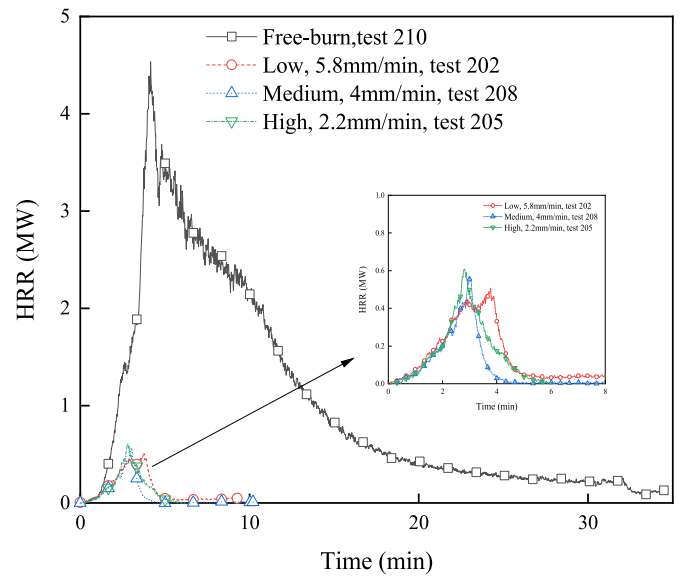 5
4
3
2
1
0
HRR (MW)
Free-burn,test 210
Low, 5.8mm/min, test 202
Medium, 4mm/min, test 208
High, 2.2mm/min, test 205
1.0
0.8
0.6
0.4
0.2
0.0
HRR (MW)
Low, 5.8mm/min, test 202
Medium, 4mm/min, test 208
High, 2.2mm/min, test 205
0 2 4 6 8
Time (min)
0 10 20 30
Time (min)